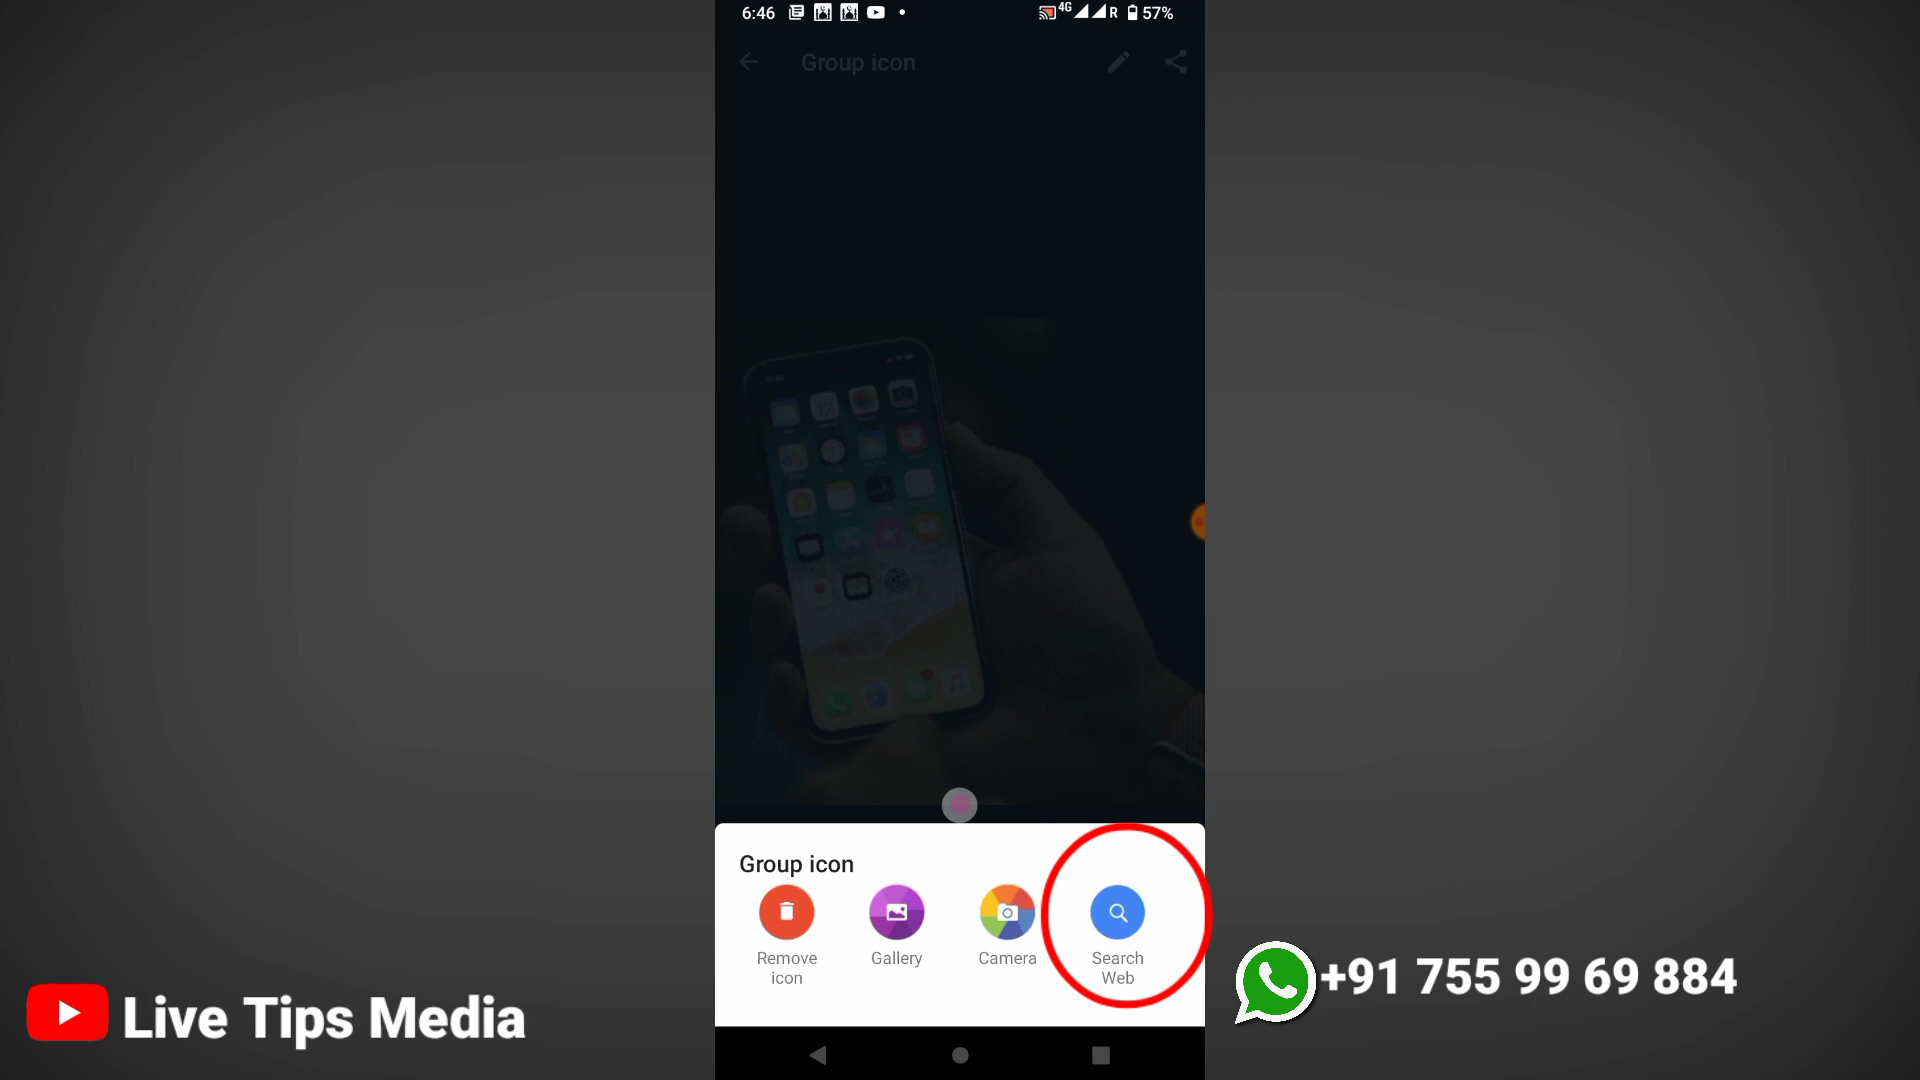 6:46
4G
R
57%
Group icon
Group icon
Remove
icon
Gallery
Camera
Search
Web
Live Tips Media
+91 755 99 69 884